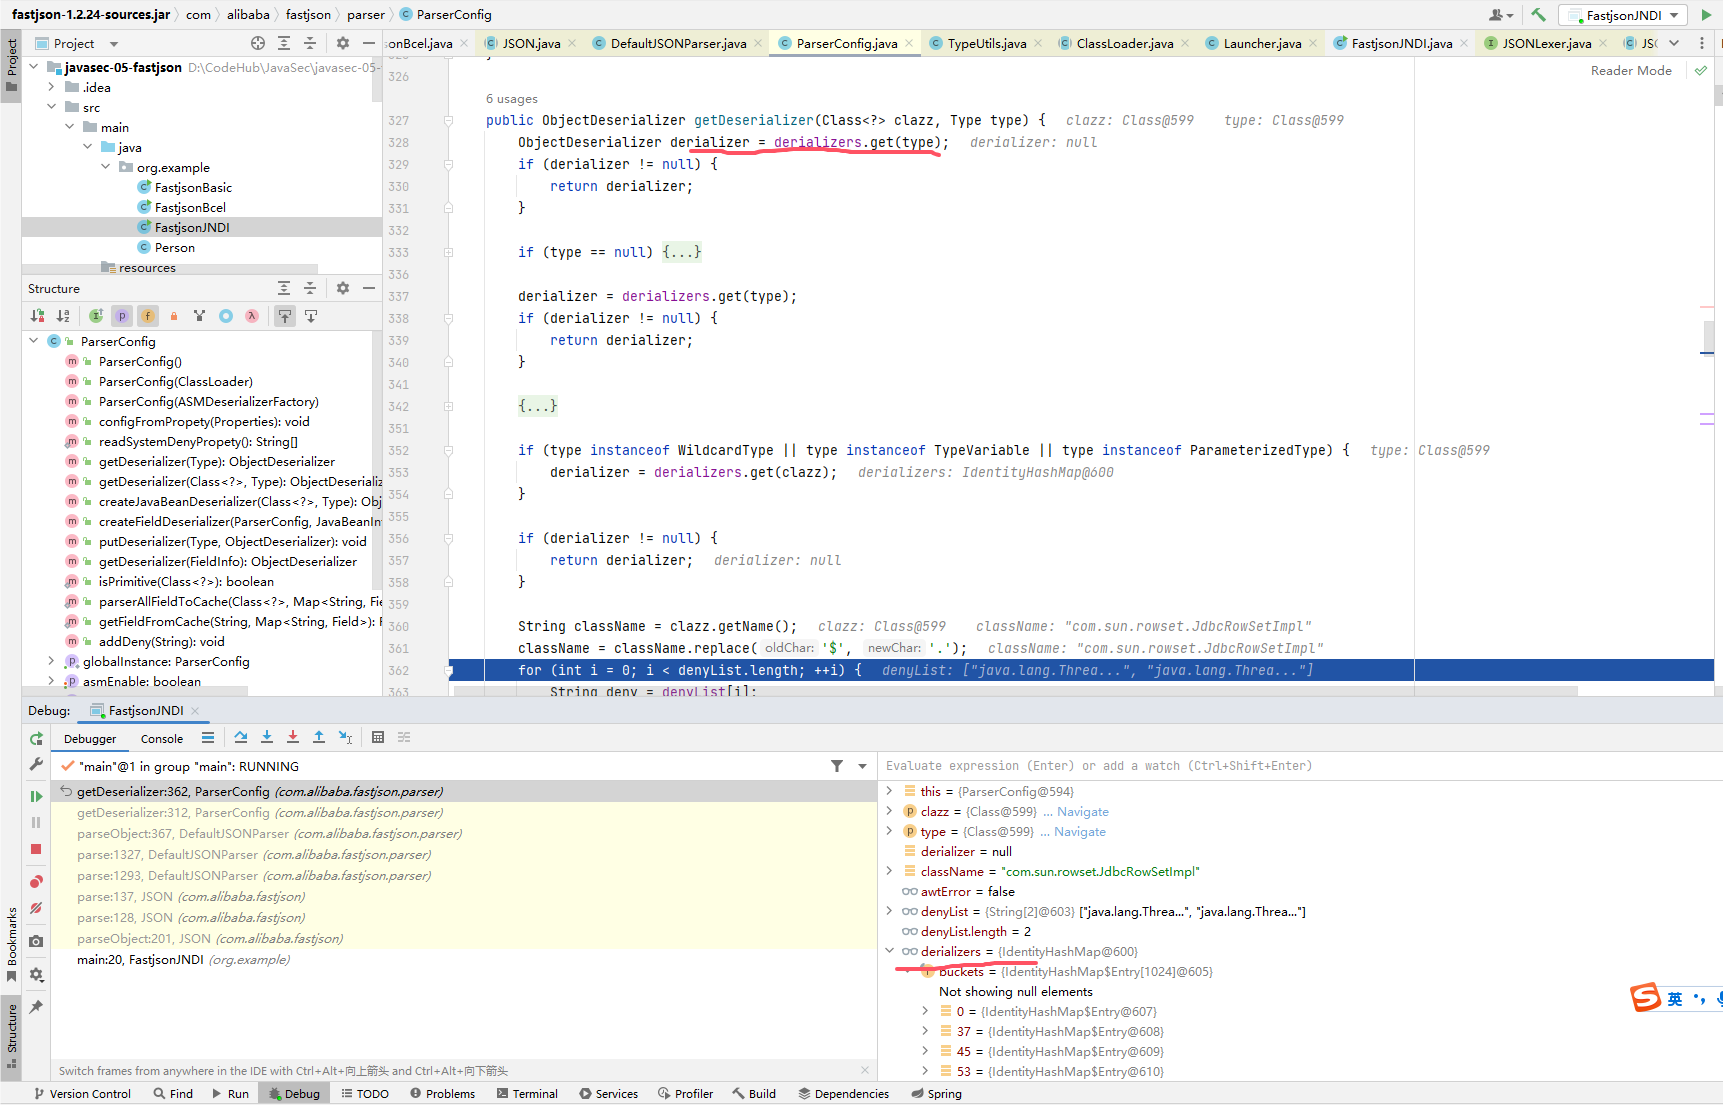 fastjson-1.2.24-sources.jar com alibaba fastjson parser ParserConfig FastjsonJNDI
Project
sonBcel.java JSON.java DefaultJSONParser.java ParserConfig.java TypeUtils.java ClassLoader.java Launcher.java FastjsonJNDI.java JSONLexer.java
Project
javasec-05-fastjson D:\CodeHub\JavaSec\javasec-05-
.idea
src
main
java
org.example
FastjsonBasic
FastjsonBcel
FastjsonJNDI
Person
resources
Structure
ParserConfig
ParserConfig()
ParserConfig(ClassLoader)
ParserConfig(ASMDeserializerFactory)
configFromPropety(Properties): void
readSystemDenyPropety(): String[]
getDeserializer(Type): ObjectDeserializer
getDeserializer(Class<?>, Type): ObjectDeserializ
createJavaBeanDeserializer(Class<?>, Type): Obj
createFieldDeserializer(ParserConfig, JavaBeanIn
putDeserializer(Type, ObjectDeserializer): void
getDeserializer(FieldInfo): ObjectDeserializer
isPrimitive(Class<?>): boolean
parserAllFieldToCache(Class<?>, Map<String, Fie
getFieldFromCache(String, Map<String, Field>): F
addDeny(String): void
globalInstance: ParserConfig
asmEnable: boolean
Reader Mode
326
6 usages
327 public ObjectDeserializer getDeserializer(Class<?> clazz, Type type) { clazz: Class@599 type: Class@599
328 ObjectDeserializer derializer = derializers.get(type); derializer: null
329 if (derializer != null) {
330 return derializer;
331 }
332
333 if (type == null) {...}
336
337 derializer = derializers.get(type);
338 if (derializer != null) {
339 return derializer;
340 }
341
342 {...}
351
352 if (type instanceof WildcardType || type instanceof TypeVariable || type instanceof ParameterizedType) { type: Class@599
353 derializer = derializers.get(clazz); derializers: IdentityHashMap@600
354 }
355
356 if (derializer != null) {
357 return derializer; derializer: null
358 }
359
360 String className = clazz.getName(); clazz: Class@599 className: "com.sun.rowset.JdbcRowSetImpl"
361 className = className.replace( oldChar: '$', newChar: '.'); className: "com.sun.rowset.JdbcRowSetImpl"
362 for (int i = 0; i < denyList.length; ++i) { denyList: ["java.lang.Threa...", "java.lang.Threa..."]
363 String deny = denyList[i];
Debug: FastjsonJNDI
Debugger Console
"main"@1 in group "main": RUNNING
getDeserializer:362, ParserConfig (com.alibaba.fastjson.parser)
getDeserializer:312, ParserConfig (com.alibaba.fastjson.parser)
parseObject:367, DefaultJSONParser (com.alibaba.fastjson.parser)
parse:1327, DefaultJSONParser (com.alibaba.fastjson.parser)
parse:1293, DefaultJSONParser (com.alibaba.fastjson.parser)
parse:137, JSON (com.alibaba.fastjson)
parse:128, JSON (com.alibaba.fastjson)
parseObject:201, JSON (com.alibaba.fastjson)
main:20, FastjsonJNDI (org.example)
Switch frames from anywhere in the IDE with Ctrl+Alt+向上箭头 and Ctrl+Alt+向下箭头
Evaluate expression (Enter) or add a watch (Ctrl+Shift+Enter)
this = {ParserConfig@594}
clazz = {Class@599} ... Navigate
type = {Class@599} ... Navigate
derializer = null
className = "com.sun.rowset.JdbcRowSetImpl"
awtError = false
denyList = {String[2]@603} ["java.lang.Threa...", "java.lang.Threa..."]
denyList.length = 2
derializers = {IdentityHashMap@600}
buckets = {IdentityHashMap$Entry[1024]@605}
Not showing null elements
0 = {IdentityHashMap$Entry@607}
37 = {IdentityHashMap$Entry@608}
45 = {IdentityHashMap$Entry@609}
53 = {IdentityHashMap$Entry@610}
英
Bookmarks
Structure
Version Control Find Run Debug TODO Problems Terminal Services Profiler Build Dependencies Spring